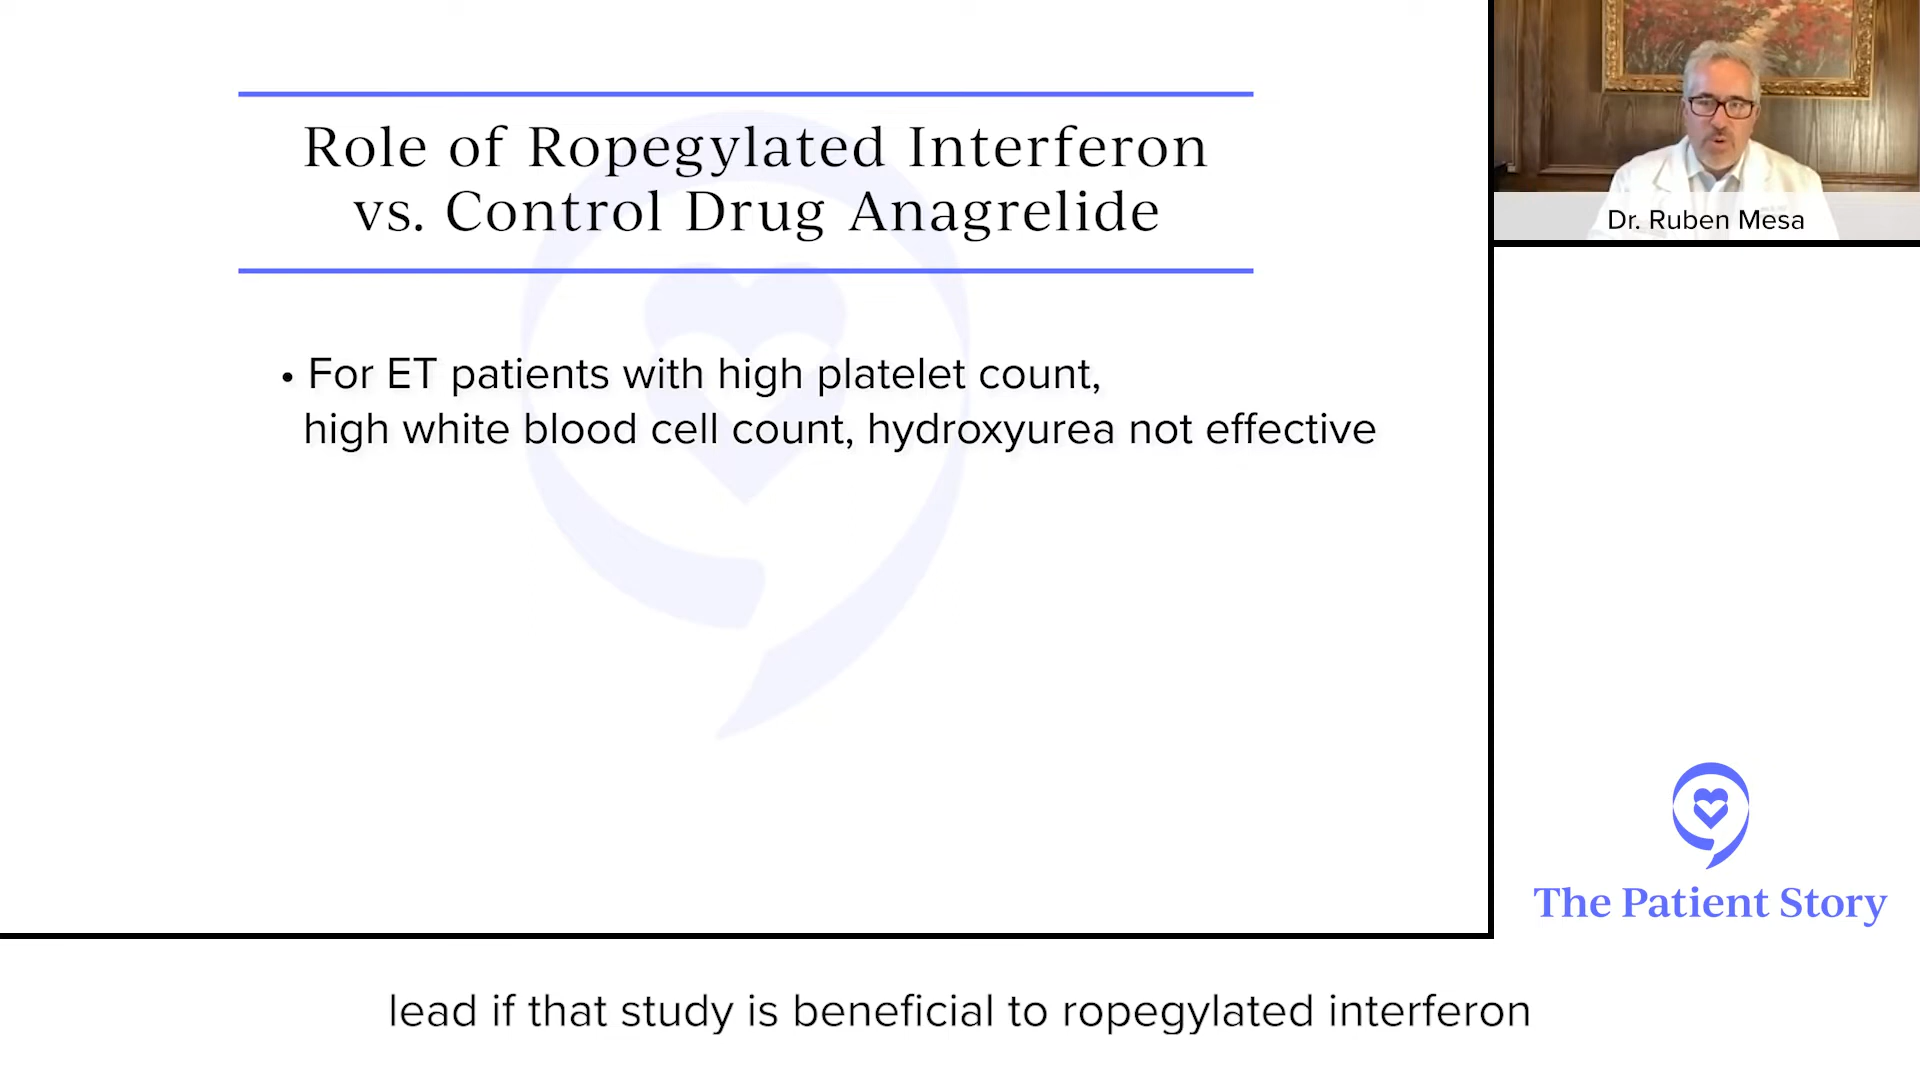 Role of Ropegylated Interferon
vs. Control Drug Anagrelide
• For ET patients with high platelet count,
high white blood cell count, hydroxyurea not effective
Dr. Ruben Mesa
The Patient Story
lead if that study is beneficial to ropegylated interferon